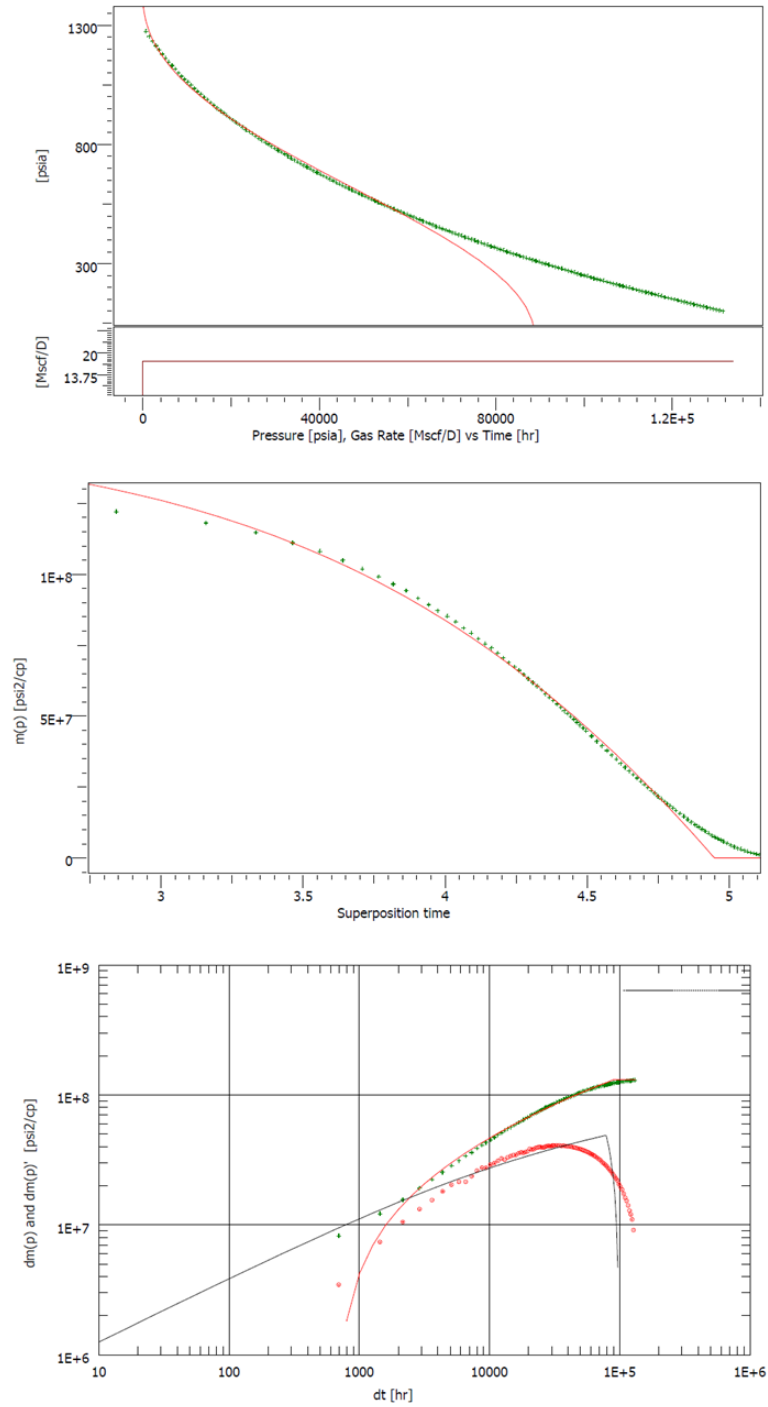 1300
800
[psia]
300
20
[Mscf/D]
13.75
0 40000 80000 1.2E+5
Pressure [psia], Gas Rate [Mscf/D] vs Time [hr]
1E+8
m(p) [psi2/cp]
5E+7
0
3 3.5 4 4.5 5
Superposition time
1E+9
1E+8
dm(p) and dm(p)' [psi2/cp]
1E+7
1E+6
10 100 1000 10000 1E+5 1E+6
dt [hr]